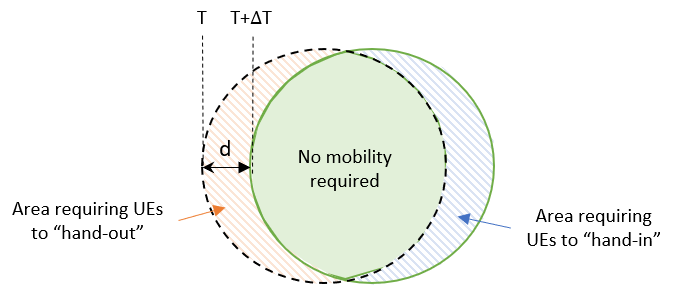 T T+ΔT
d
No mobility
required
Area requiring UEs
to “hand-out”
Area requiring
UEs to “hand-in”